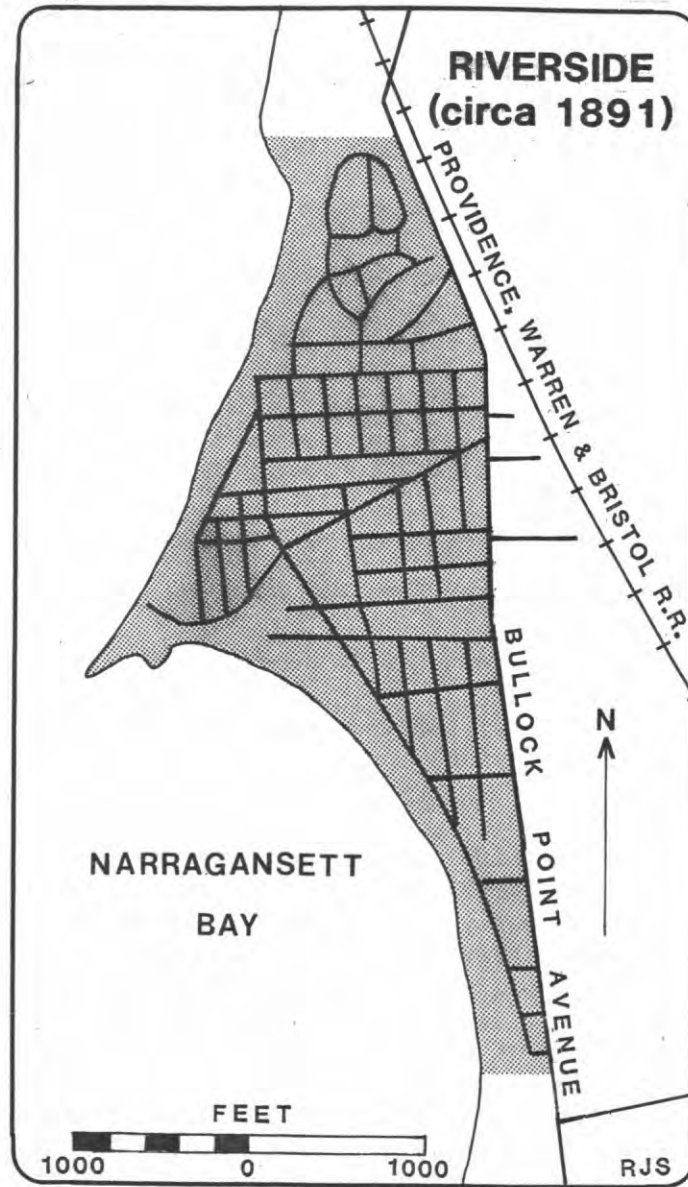 RIVERSIDE
(circa 1891)
PROVIDENCE, WARREN & BRISTOL R.R.
BULLOCK POINT AVENUE
N
NARRAGANSETT
BAY
FEET
1000 0 1000
RJS